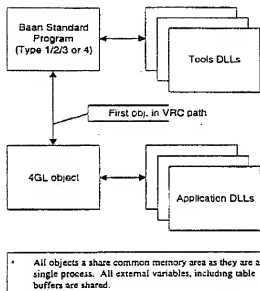 Baan Standard
Program
(Type 1/2/3 or 4)
Tools DLLs
First obj. in VRC path
4GL object
Application DLLs
• All objects a share common memory area as they are a
single process. All external variables, including table
buffers are shared.